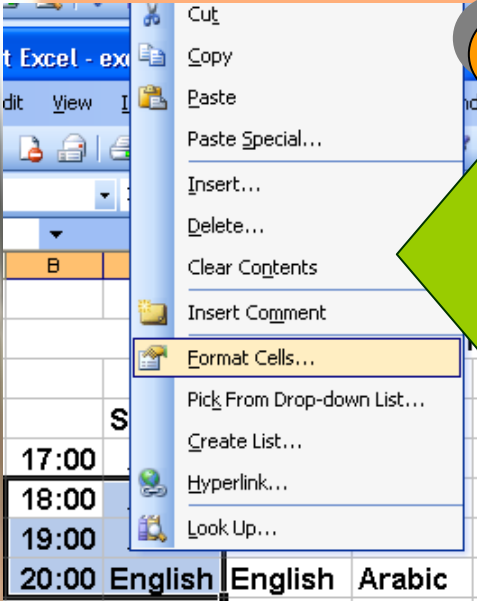 Cut
t Excel - ex
Copy
dit View I
Paste
Paste Special...
Insert...
Delete...
B
Clear Contents
Insert Comment
Format Cells...
Pick From Drop-down List...
S
Create List...
17:00
Hyperlink...
18:00
Look Up...
19:00
20:00 English English Arabic